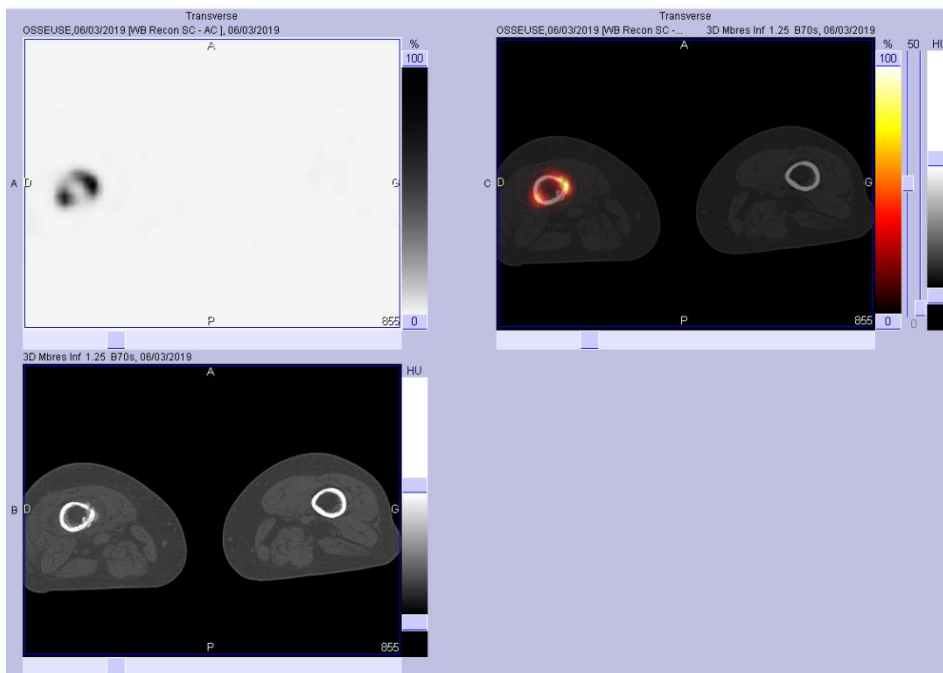 Transverse
OSSEUSE,06/03/2019 [WB Recon SC - AC ], 06/03/2019
%
100
A
A D
G
P
855
0
Transverse
OSSEUSE,06/03/2019 [WB Recon SC -... 3D Mbres Inf 1.25 B70s, 06/03/2019
% 50 HU
100
A
C D
G
P
855
0
0
3D Mbres Inf 1.25 B70s, 06/03/2019
HU
A
B D
G
P
855